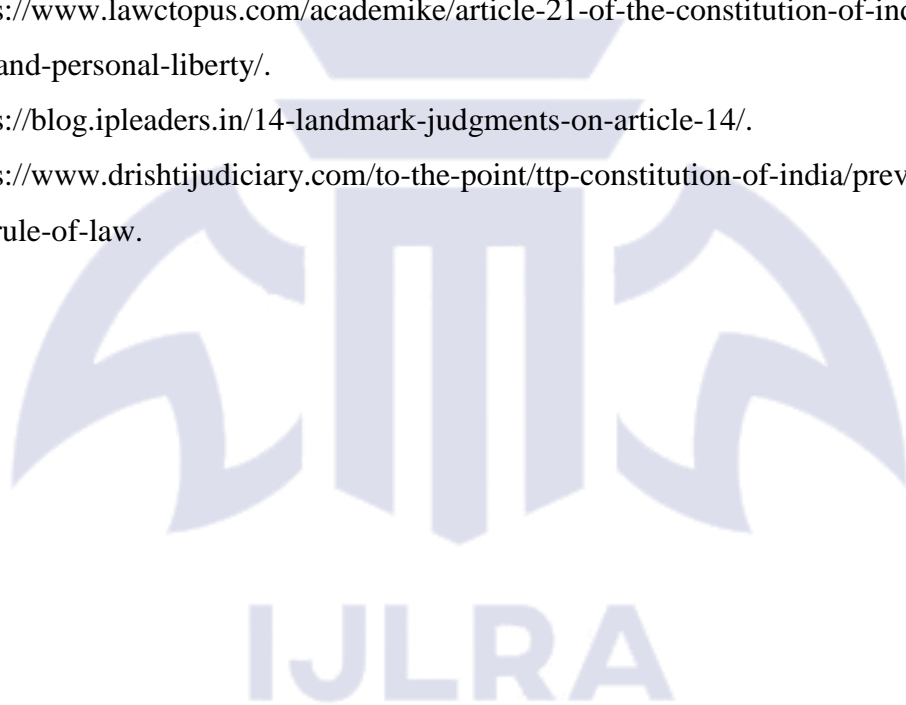 s://www.lawctopus.com/academike/article-21-of-the-constitution-of-ind
and-personal-liberty/.
s://blog.ipleaders.in/14-landmark-judgments-on-article-14/.
s://www.drishtijudiciary.com/to-the-point/ttp-constitution-of-india/prev
rule-of-law.
IJLRA